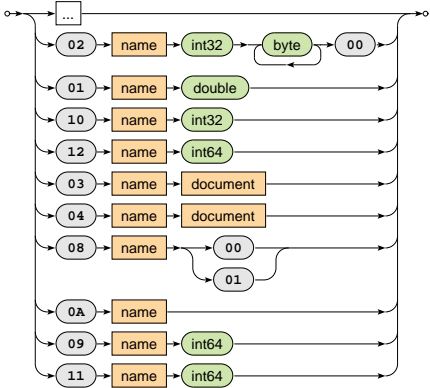 ...
02 name int32 byte 00
01 name double
10 name int32
12 name int64
03 name document
04 name document
08 name 00
01
0A name
09 name int64
11 name int64